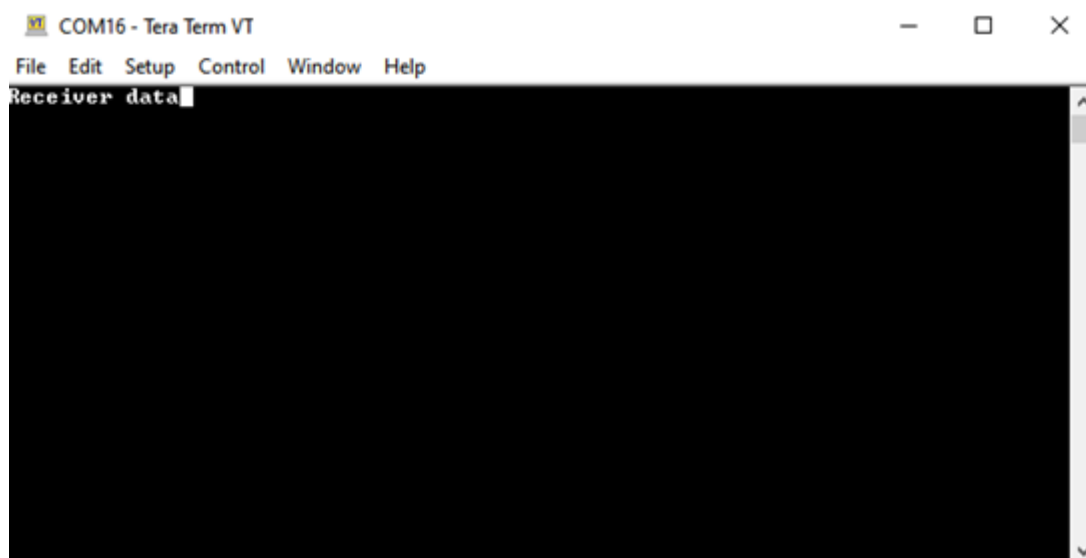 COM16 - Tera Term VT
File Edit Setup Control Window Help
Receiver data